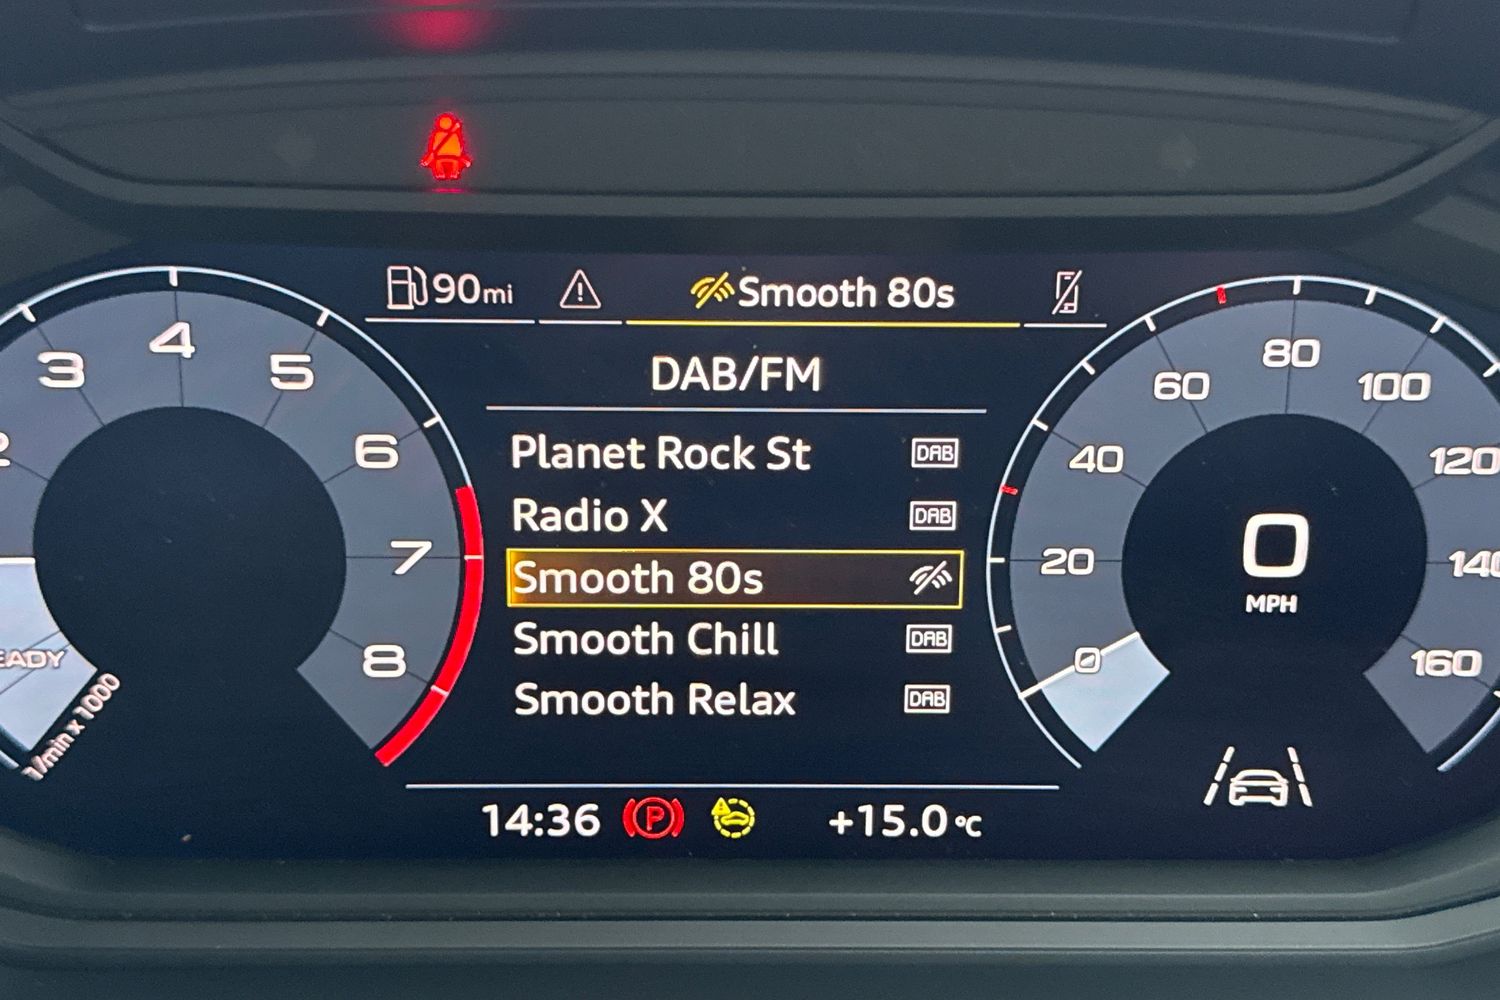 90mi
Smooth 80s
DAB/FM
Planet Rock St DAB
Radio X DAB
Smooth 80s
Smooth Chill DAB
Smooth Relax DAB
14:36
P
+15.0 °C
3
4
5
6
7
8
1/min x 1000
0
20
40
60
80
100
120
140
160
0
MPH